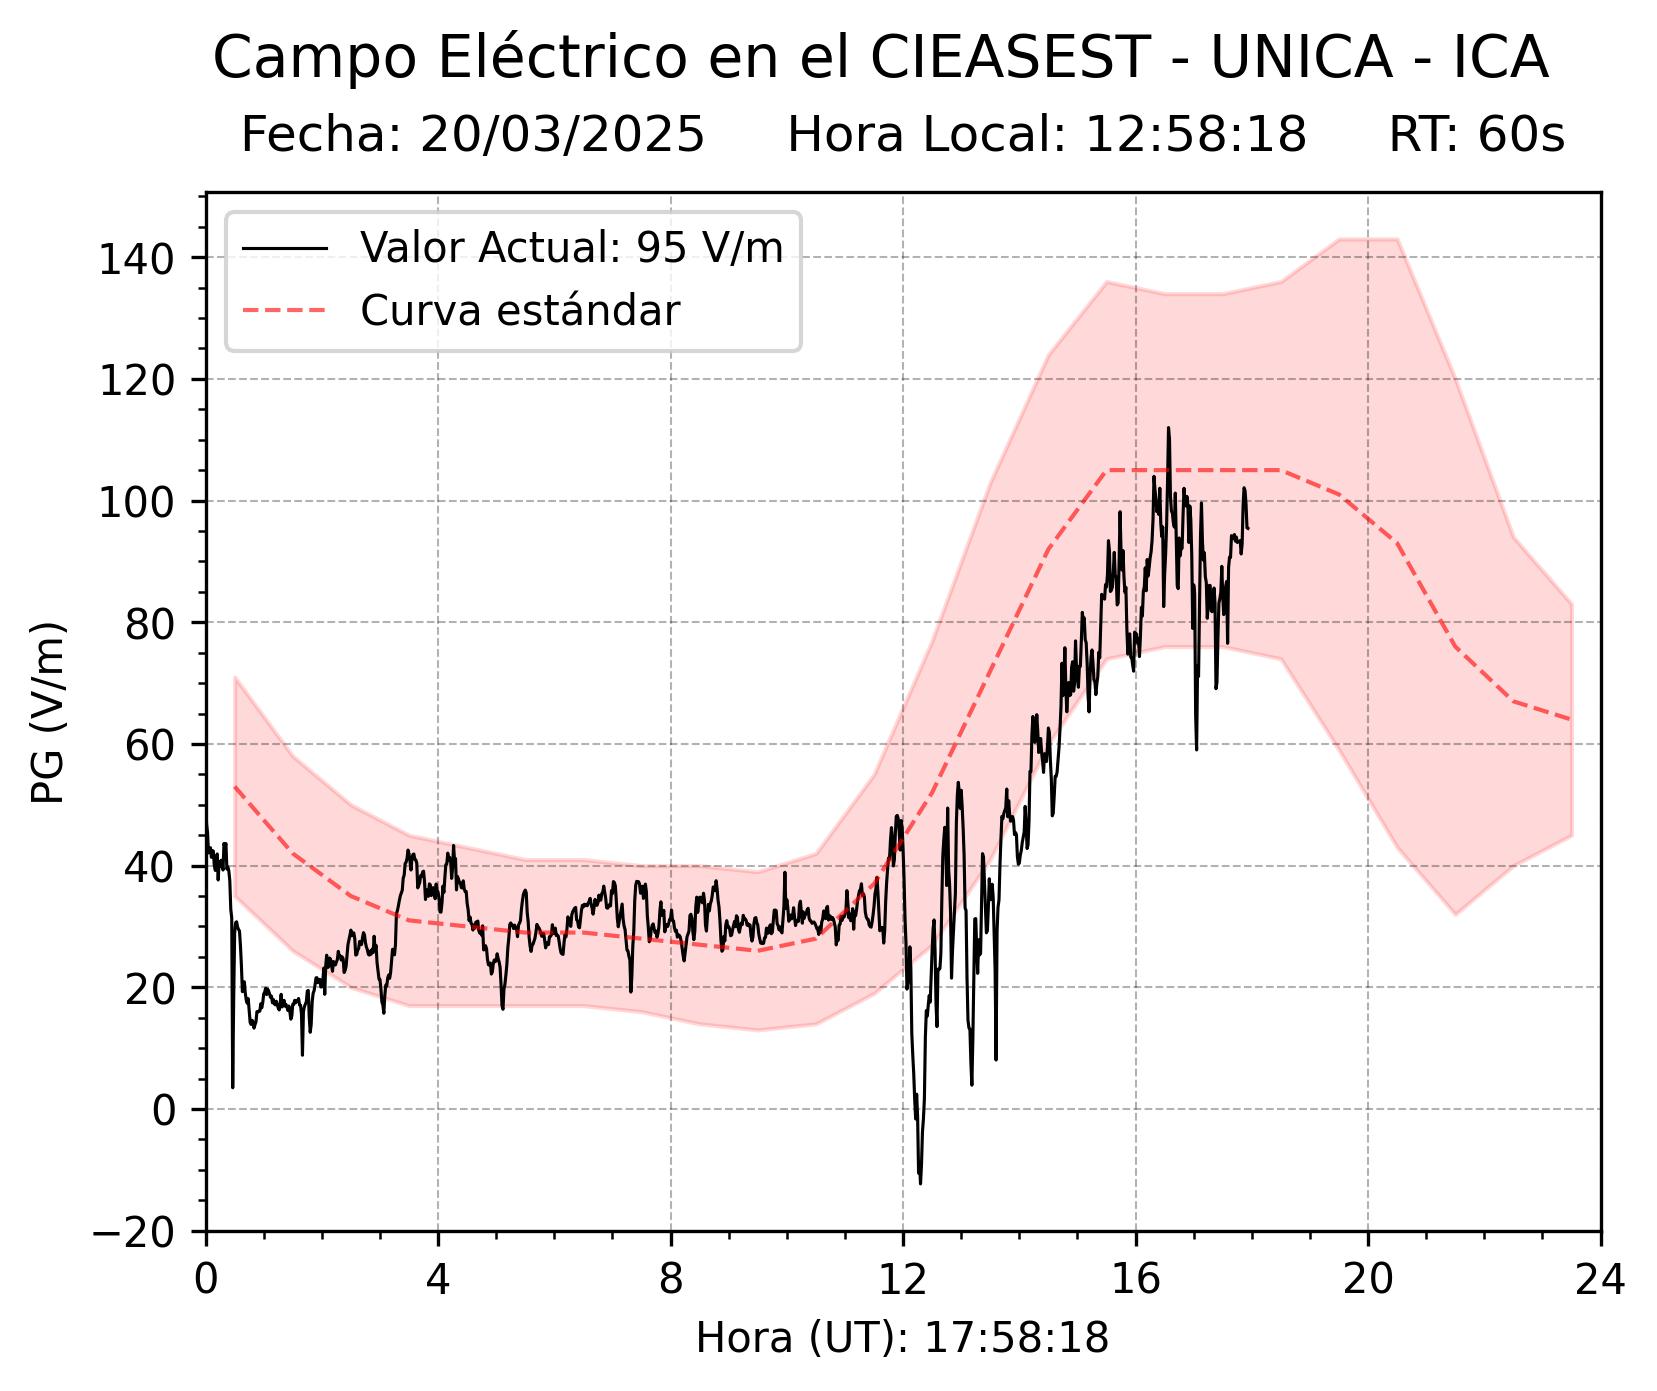 Campo Eléctrico en el CIEASEST - UNICA - ICA
Fecha: 20/03/2025 Hora Local: 12:58:18 RT: 60s
Valor Actual: 95 V/m
Curva estándar
PG (V/m)
140
120
100
80
60
40
20
0
−20
0 4 8 12 16 20 24
Hora (UT): 17:58:18